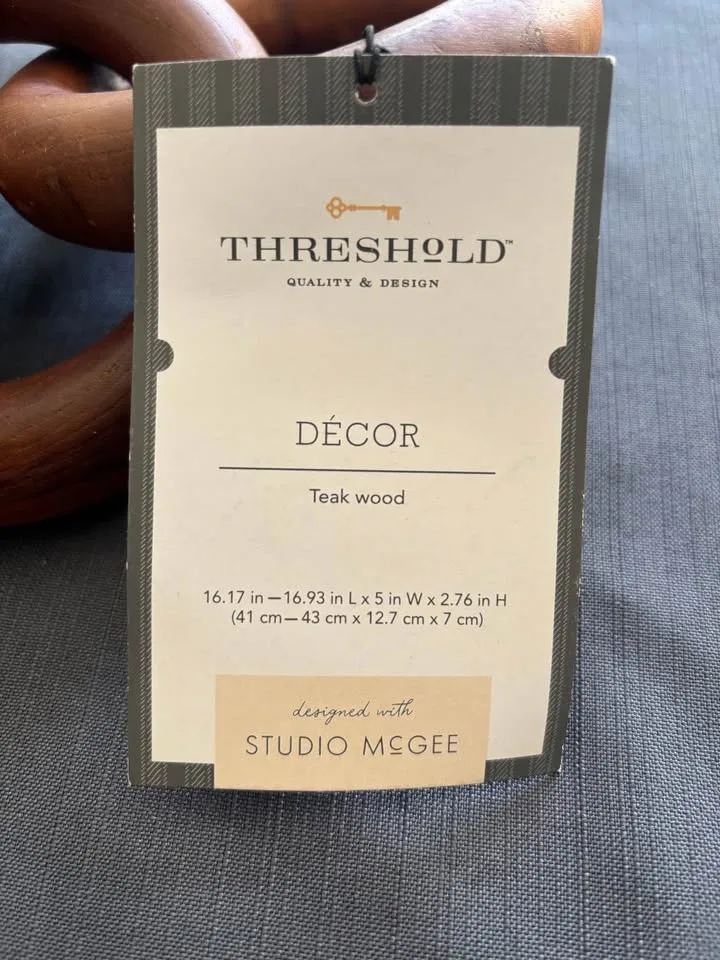 THRESHOLD™
QUALITY & DESIGN
DÉCOR
Teak wood
16.17 in—16.93 in L x 5 in W x 2.76 in H
(41 cm—43 cm x 12.7 cm x 7 cm)
designed with
STUDIO McGEE